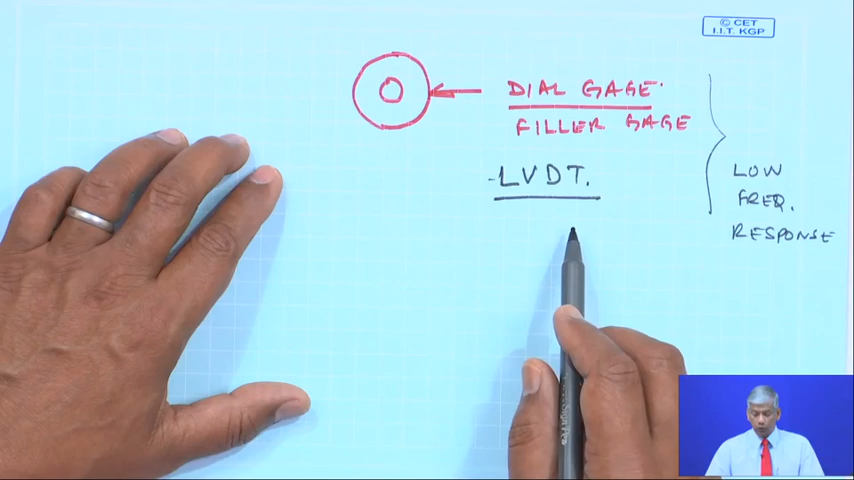 © CET
I.I.T. KGP
DIAL GAGE.
FILLER GAGE
-LVDT.
LOW
FREQ.
RESPONSE